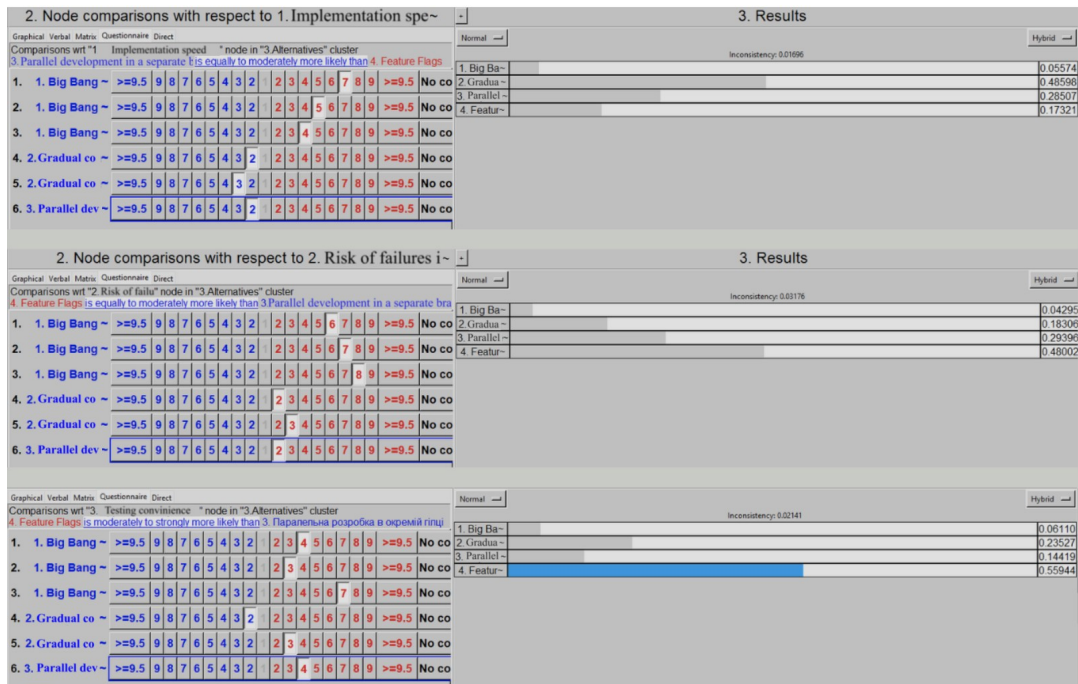 2. Node comparisons with respect to 1. Implementation spe~
+
3. Results
Graphical Verbal Matrix Questionnaire Direct
Normal
Hybrid
Comparisons wrt "1 Implementation speed " node in "3.Alternatives" cluster
3. Parallel development in a separate t is equally to moderately more likely than 4. Feature Flags
Inconsistency: 0.01696
1. Big Ba~ 0.05574
2. Gradua ~ 0.48598
3. Parallel ~ 0.28507
4. Featur~ 0.17321
1. 1. Big Bang ~ >=9.5 9 8 7 6 5 4 3 2 1 2 3 4 5 6 7 8 9 >=9.5 No co
2. 1. Big Bang ~ >=9.5 9 8 7 6 5 4 3 2 1 2 3 4 5 6 7 8 9 >=9.5 No co
3. 1. Big Bang ~ >=9.5 9 8 7 6 5 4 3 2 1 2 3 4 5 6 7 8 9 >=9.5 No co
4. 2. Gradual co ~ >=9.5 9 8 7 6 5 4 3 2 1 2 3 4 5 6 7 8 9 >=9.5 No co
5. 2. Gradual co ~ >=9.5 9 8 7 6 5 4 3 2 1 2 3 4 5 6 7 8 9 >=9.5 No co
6. 3. Parallel dev ~ >=9.5 9 8 7 6 5 4 3 2 1 2 3 4 5 6 7 8 9 >=9.5 No co
2. Node comparisons with respect to 2. Risk of failures i~
+
3. Results
Graphical Verbal Matrix Questionnaire Direct
Normal
Hybrid
Comparisons wrt "2. Risk of failu" node in "3.Alternatives" cluster
4. Feature Flags is equally to moderately more likely than 3 Parallel development in a separate bra
Inconsistency: 0.03176
1. Big Ba~ 0.04295
2. Gradua ~ 0.18306
3. Parallel ~ 0.29396
4. Featur~ 0.48002
1. 1. Big Bang ~ >=9.5 9 8 7 6 5 4 3 2 1 2 3 4 5 6 7 8 9 >=9.5 No co
2. 1. Big Bang ~ >=9.5 9 8 7 6 5 4 3 2 1 2 3 4 5 6 7 8 9 >=9.5 No co
3. 1. Big Bang ~ >=9.5 9 8 7 6 5 4 3 2 1 2 3 4 5 6 7 8 9 >=9.5 No co
4. 2. Gradual co ~ >=9.5 9 8 7 6 5 4 3 2 1 2 3 4 5 6 7 8 9 >=9.5 No co
5. 2. Gradual co ~ >=9.5 9 8 7 6 5 4 3 2 1 2 3 4 5 6 7 8 9 >=9.5 No co
6. 3. Parallel dev ~ >=9.5 9 8 7 6 5 4 3 2 1 2 3 4 5 6 7 8 9 >=9.5 No co
Graphical Verbal Matrix Questionnaire Direct
Normal
Hybrid
Comparisons wrt "3. Testing convinience " node in "3.Alternatives" cluster
4. Feature Flags is moderately to strongly more likely than 3. Паралельна розробка в окремій гілці
Inconsistency: 0.02141
1. Big Ba~ 0.06110
2. Gradua ~ 0.23527
3. Parallel ~ 0.14419
4. Featur~ 0.55944
1. 1. Big Bang ~ >=9.5 9 8 7 6 5 4 3 2 1 2 3 4 5 6 7 8 9 >=9.5 No co
2. 1. Big Bang ~ >=9.5 9 8 7 6 5 4 3 2 1 2 3 4 5 6 7 8 9 >=9.5 No co
3. 1. Big Bang ~ >=9.5 9 8 7 6 5 4 3 2 1 2 3 4 5 6 7 8 9 >=9.5 No co
4. 2. Gradual co ~ >=9.5 9 8 7 6 5 4 3 2 1 2 3 4 5 6 7 8 9 >=9.5 No co
5. 2. Gradual co ~ >=9.5 9 8 7 6 5 4 3 2 1 2 3 4 5 6 7 8 9 >=9.5 No co
6. 3. Parallel dev ~ >=9.5 9 8 7 6 5 4 3 2 1 2 3 4 5 6 7 8 9 >=9.5 No co